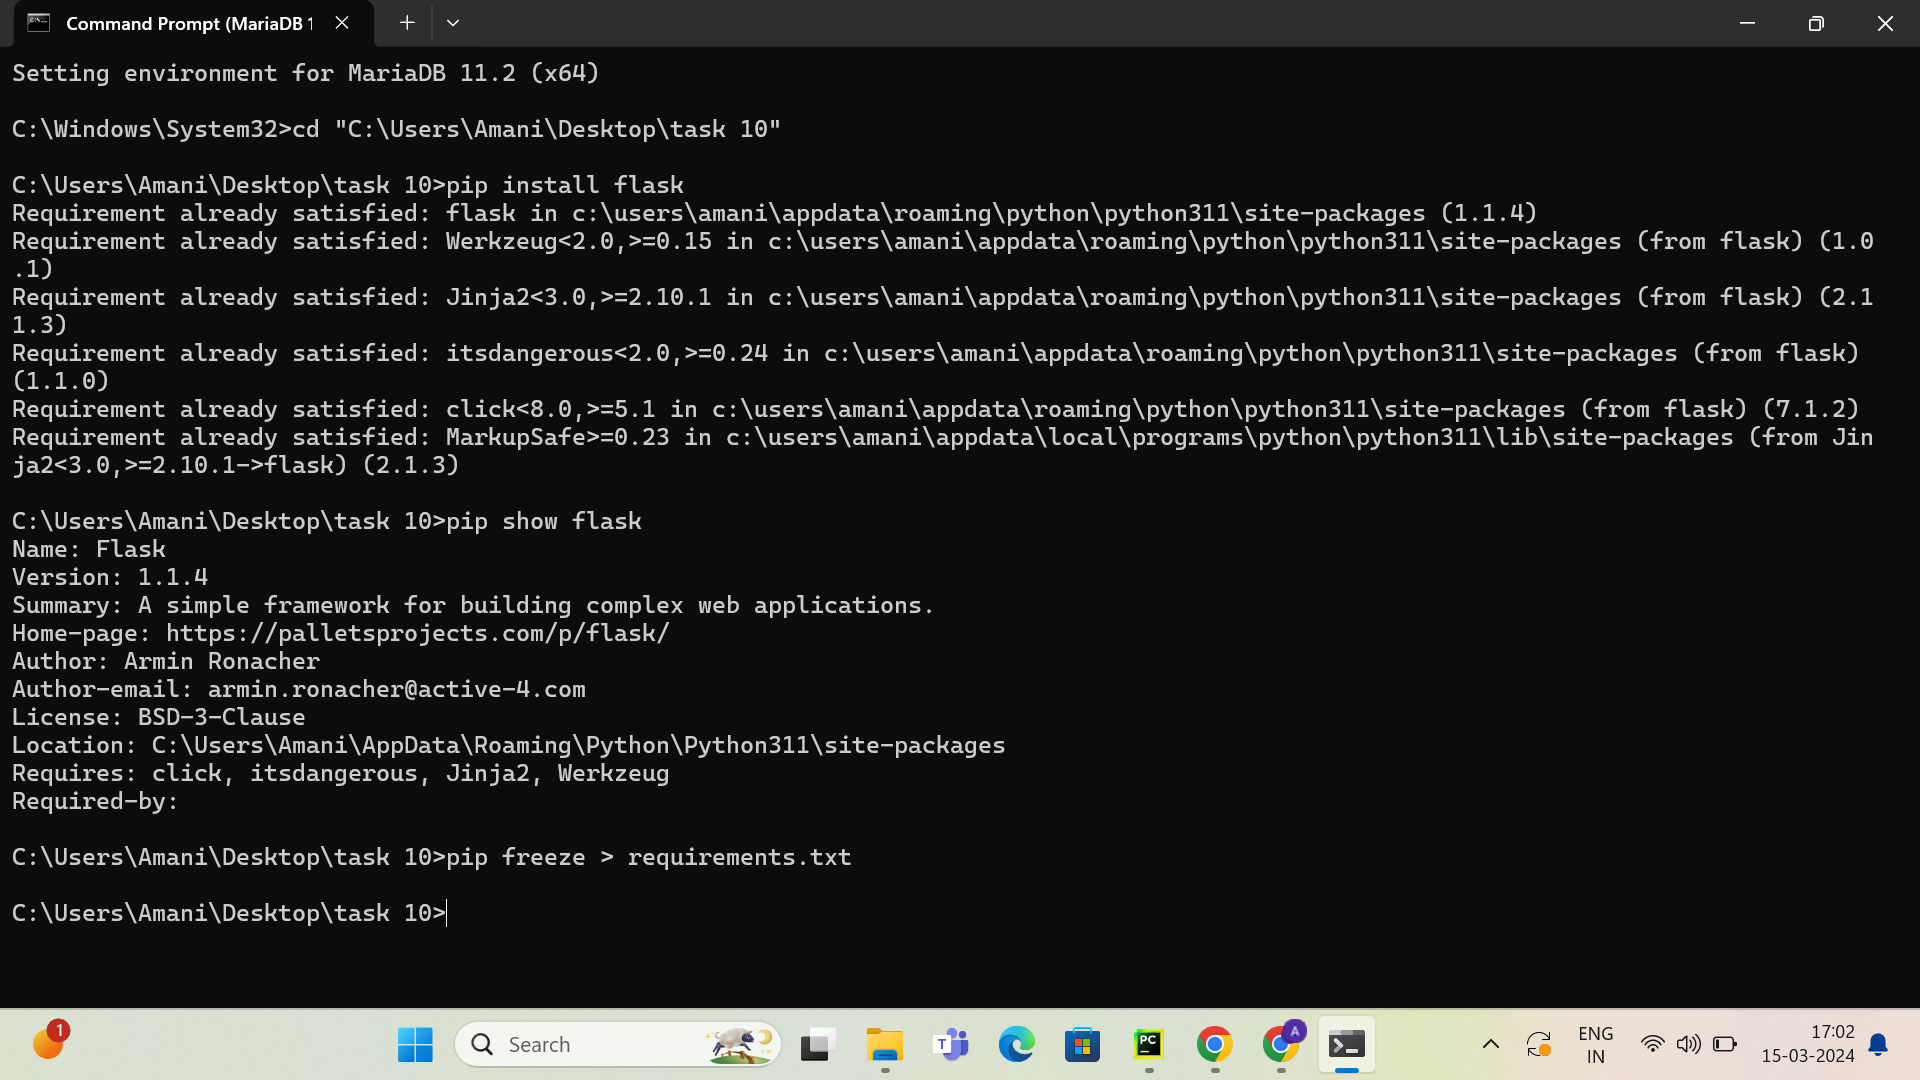 Command Prompt (MariaDB 1
Setting environment for MariaDB 11.2 (x64)
C:\Windows\System32>cd "C:\Users\Amani\Desktop\task 10"
C:\Users\Amani\Desktop\task 10>pip install flask
Requirement already satisfied: flask in c:\users\amani\appdata\roaming\python\python311\site-packages (1.1.4)
Requirement already satisfied: Werkzeug<2.0,>=0.15 in c:\users\amani\appdata\roaming\python\python311\site-packages (from flask) (1.0
.1)
Requirement already satisfied: Jinja2<3.0,>=2.10.1 in c:\users\amani\appdata\roaming\python\python311\site-packages (from flask) (2.1
1.3)
Requirement already satisfied: itsdangerous<2.0,>=0.24 in c:\users\amani\appdata\roaming\python\python311\site-packages (from flask)
(1.1.0)
Requirement already satisfied: click<8.0,>=5.1 in c:\users\amani\appdata\roaming\python\python311\site-packages (from flask) (7.1.2)
Requirement already satisfied: MarkupSafe>=0.23 in c:\users\amani\appdata\local\programs\python\python311\lib\site-packages (from Jin
ja2<3.0,>=2.10.1->flask) (2.1.3)
C:\Users\Amani\Desktop\task 10>pip show flask
Name: Flask
Version: 1.1.4
Summary: A simple framework for building complex web applications.
Home-page: https://palletsprojects.com/p/flask/
Author: Armin Ronacher
Author-email: armin.ronacher@active-4.com
License: BSD-3-Clause
Location: C:\Users\Amani\AppData\Roaming\Python\Python311\site-packages
Requires: click, itsdangerous, Jinja2, Werkzeug
Required-by:
C:\Users\Amani\Desktop\task 10>pip freeze > requirements.txt
C:\Users\Amani\Desktop\task 10>
1
Search
T
PC
A
ENG
IN
17:02
15-03-2024